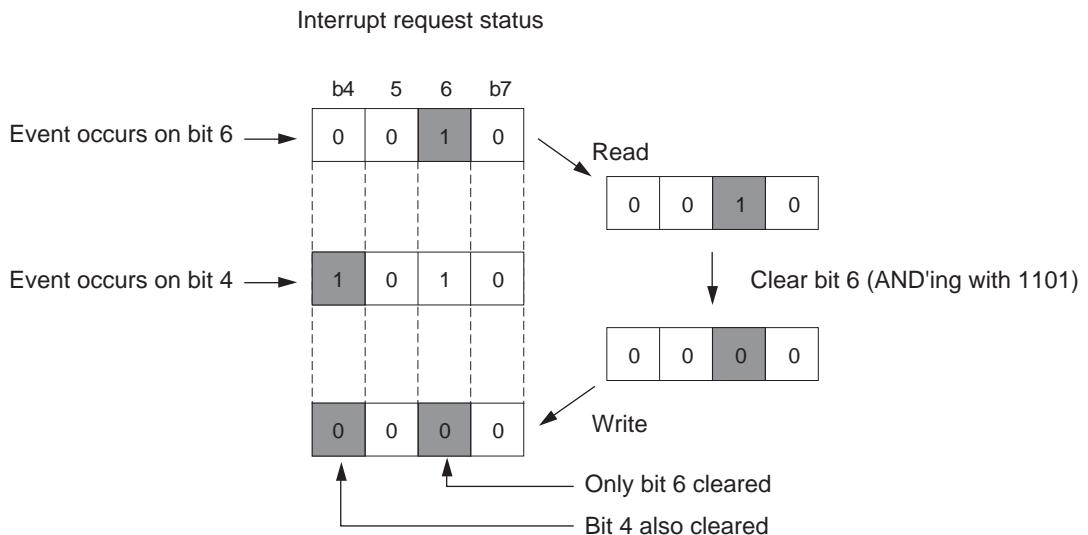 Interrupt request status
b4 5 6 b7
Event occurs on bit 6
0 0 1 0
Read
0 0 1 0
Event occurs on bit 4
1 0 1 0
Clear bit 6 (AND'ing with 1101)
0 0 0 0
Write
0 0 0 0
Only bit 6 cleared
Bit 4 also cleared